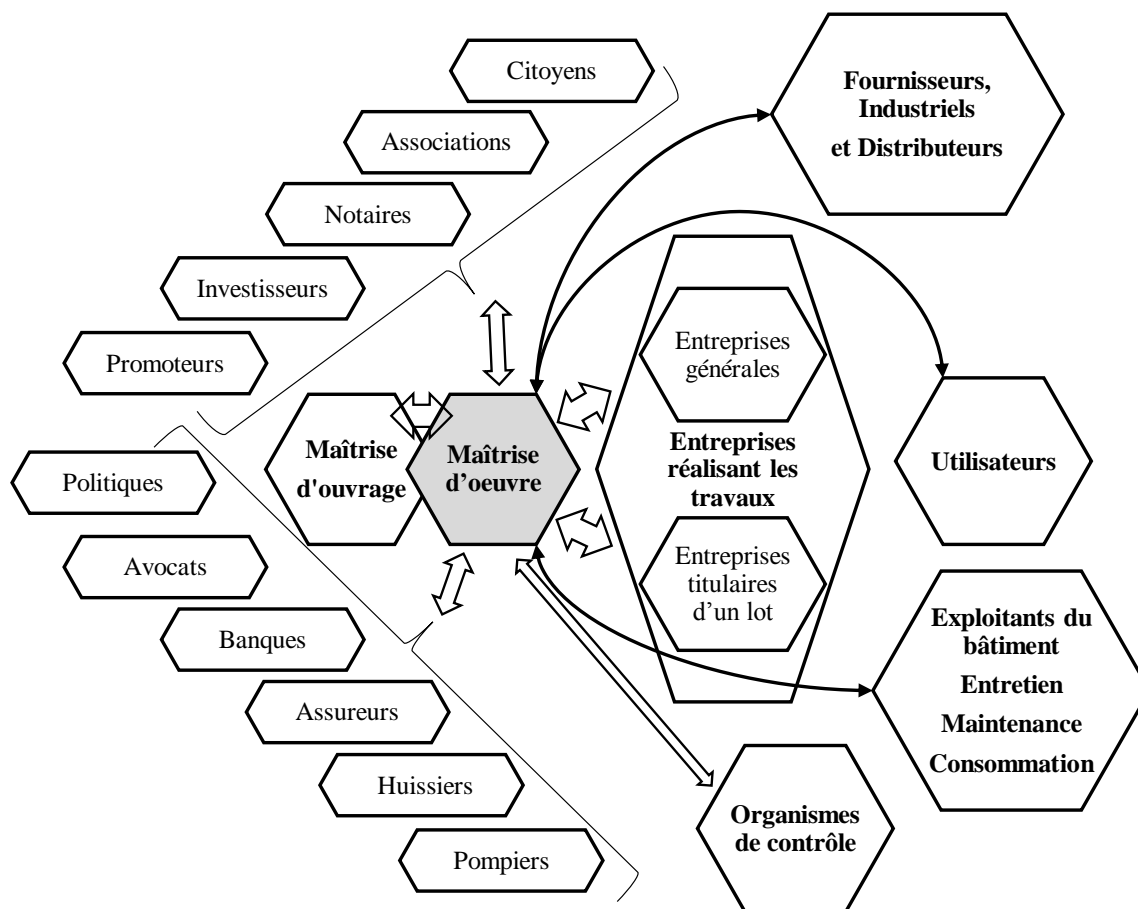 Citoyens
Fournisseurs,
Industriels
et Distributeurs
Associations
Notaires
Investisseurs
Promoteurs
Entreprises
générales
Maîtrise
d'ouvrage
Maîtrise
d’oeuvre
Entreprises
réalisant les
travaux
Utilisateurs
Politiques
Avocats
Entreprises
titulaires
d’un lot
Banques
Exploitants du
bâtiment
Entretien
Maintenance
Consommation
Assureurs
Huissiers
Organismes
de contrôle
Pompiers